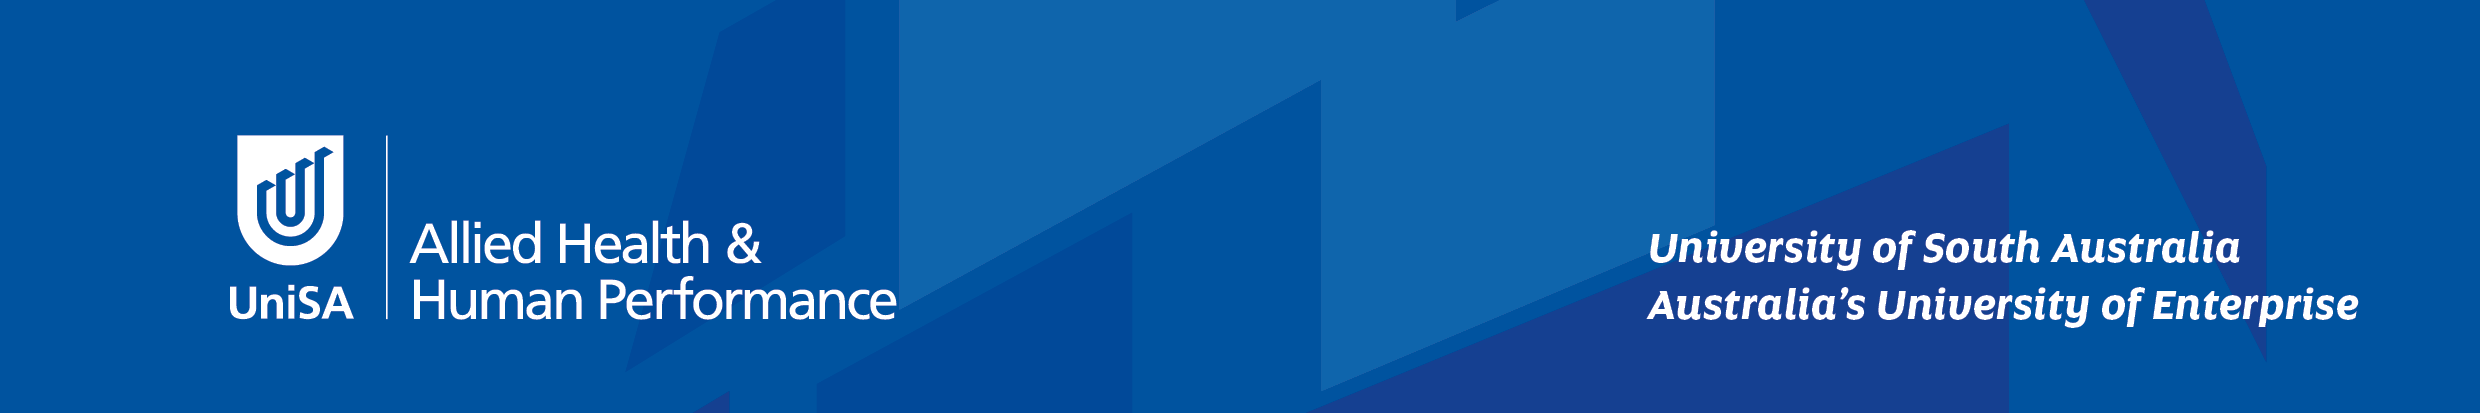 UniSA
Allied Health &
Human Performance
University of South Australia
Australia's University of Enterprise